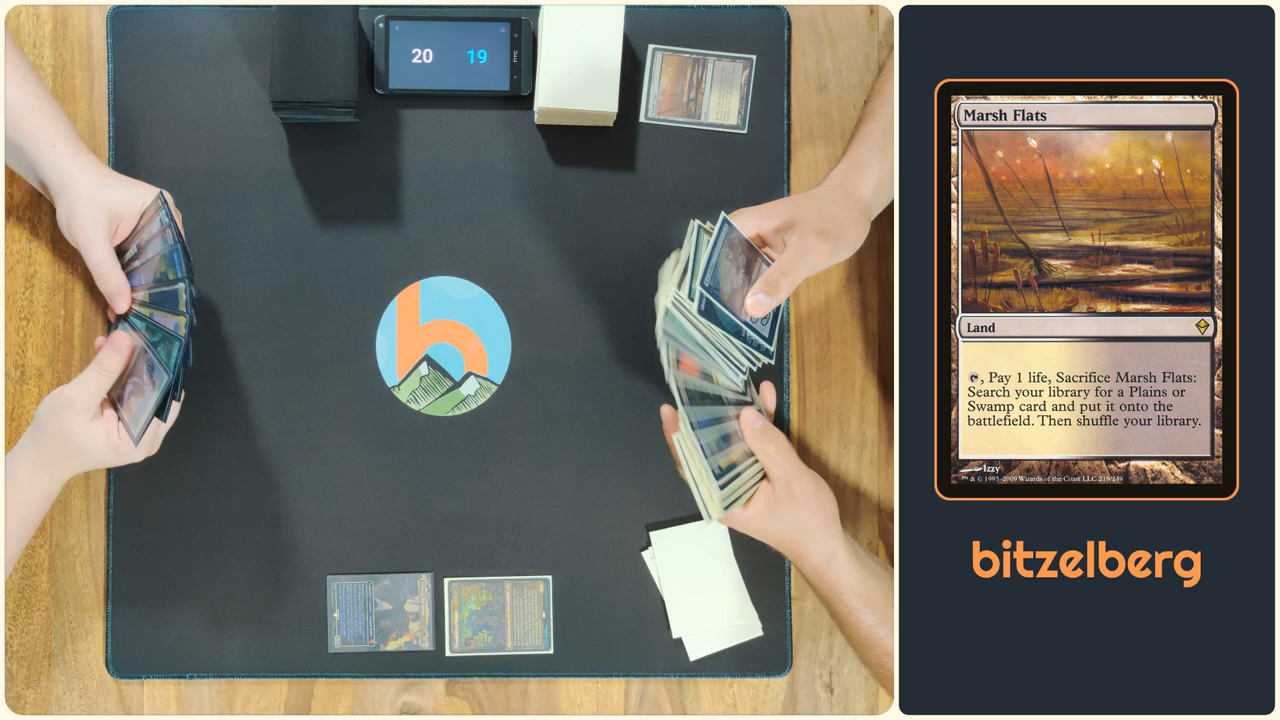 20 19
hTC
Marsh Flats
Land
, Pay 1 life, Sacrifice Marsh Flats:
Search your library for a Plains or
Swamp card and put it onto the
battlefield. Then shuffle your library.
Izzy
™ & © 1993-2009 Wizards of the Coast LLC 219/249
bitzelberg